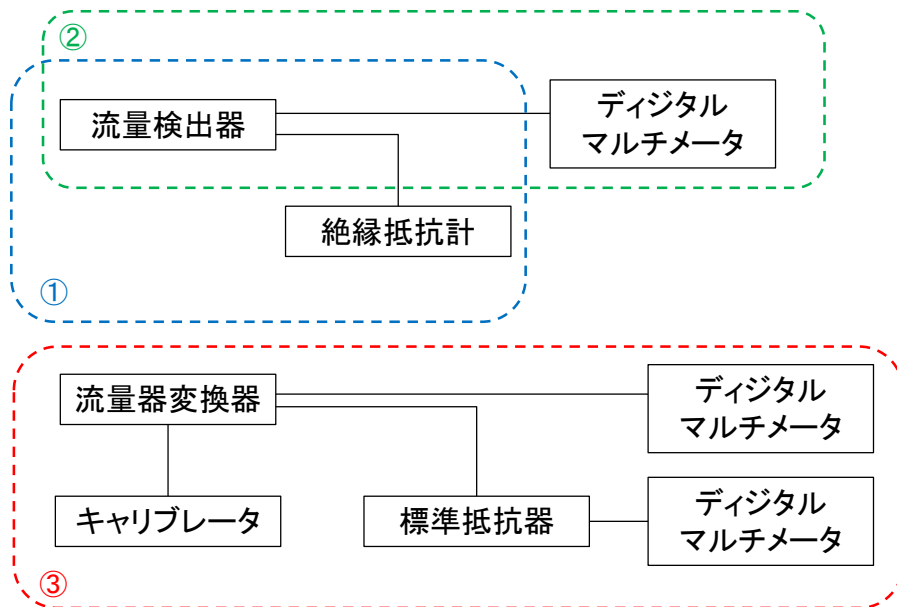 ②
流量検出器
ディジタル
マルチメータ
絶縁抵抗計
①
流量器変換器
ディジタル
マルチメータ
キャリブレータ
標準抵抗器
ディジタル
マルチメータ
③